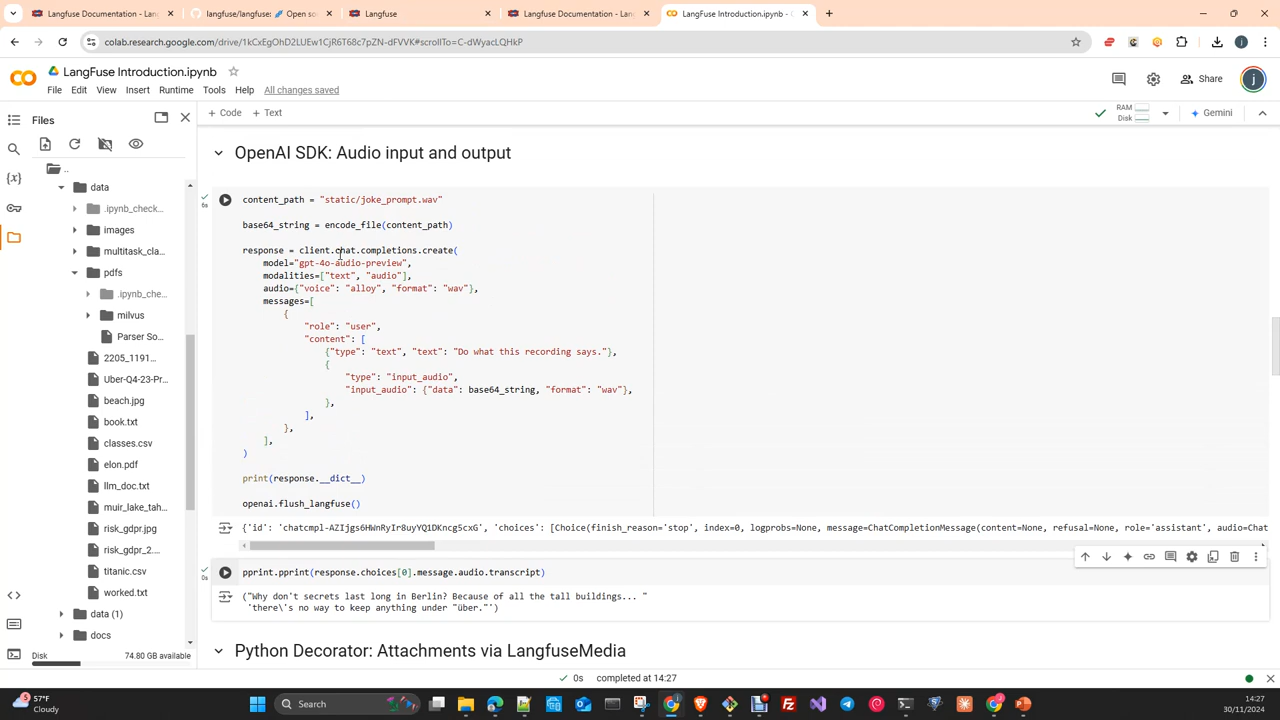 Langfuse Documentation - Lang
langfuse/langfuse:
Open so
Langfuse
Langfuse Documentation - Lang
LangFuse Introduction.ipynb -
colab.research.google.com/drive/1kCxEgOhD2LUEw1CjR6T68c7pZN-dFVVK#scrollTo=C-dWyacLQHkP
LangFuse Introduction.ipynb
Share
File Edit View Insert Runtime Tools Help All changes saved
Files
+ Code + Text
RAM
Disk
Gemini
..
data
.ipynb_check...
images
multitask_cla...
pdfs
.ipynb_che...
milvus
Parser So...
2205_1191...
Uber-Q4-23-Pr...
beach.jpg
book.txt
classes.csv
elon.pdf
llm_doc.txt
muir_lake_tah...
risk_gdpr.jpg
risk_gdpr_2....
titanic.csv
worked.txt
data (1)
docs
Disk 74.80 GB available
OpenAI SDK: Audio input and output
6s
content_path = "static/joke_prompt.wav"
base64_string = encode_file(content_path)
response = client.chat.completions.create(
model="gpt-4o-audio-preview",
modalities=["text", "audio"],
audio={"voice": "alloy", "format": "wav"},
messages=[
{
"role": "user",
"content": [
{"type": "text", "text": "Do what this recording says."},
{
"type": "input_audio",
"input_audio": {"data": base64_string, "format": "wav"},
},
],
},
],
)
print(response.__dict__)
openai.flush_langfuse()
{'id': 'chatcmpl-AZIjgs6HWnRyIr8uyYQ1DKncg5cxG', 'choices': [Choice(finish_reason='stop', index=0, logprobs=None, message=ChatCompletionMessage(content=None, refusal=None, role='assistant', audio=Chat
0s
pprint.pprint(response.choices[0].message.audio.transcript)
("Why don't secrets last long in Berlin? Because of all the tall buildings... "
'there\'s no way to keep anything under "über."')
Python Decorator: Attachments via LangfuseMedia
0s completed at 14:27
57°F
Cloudy
Search
14:27
30/11/2024